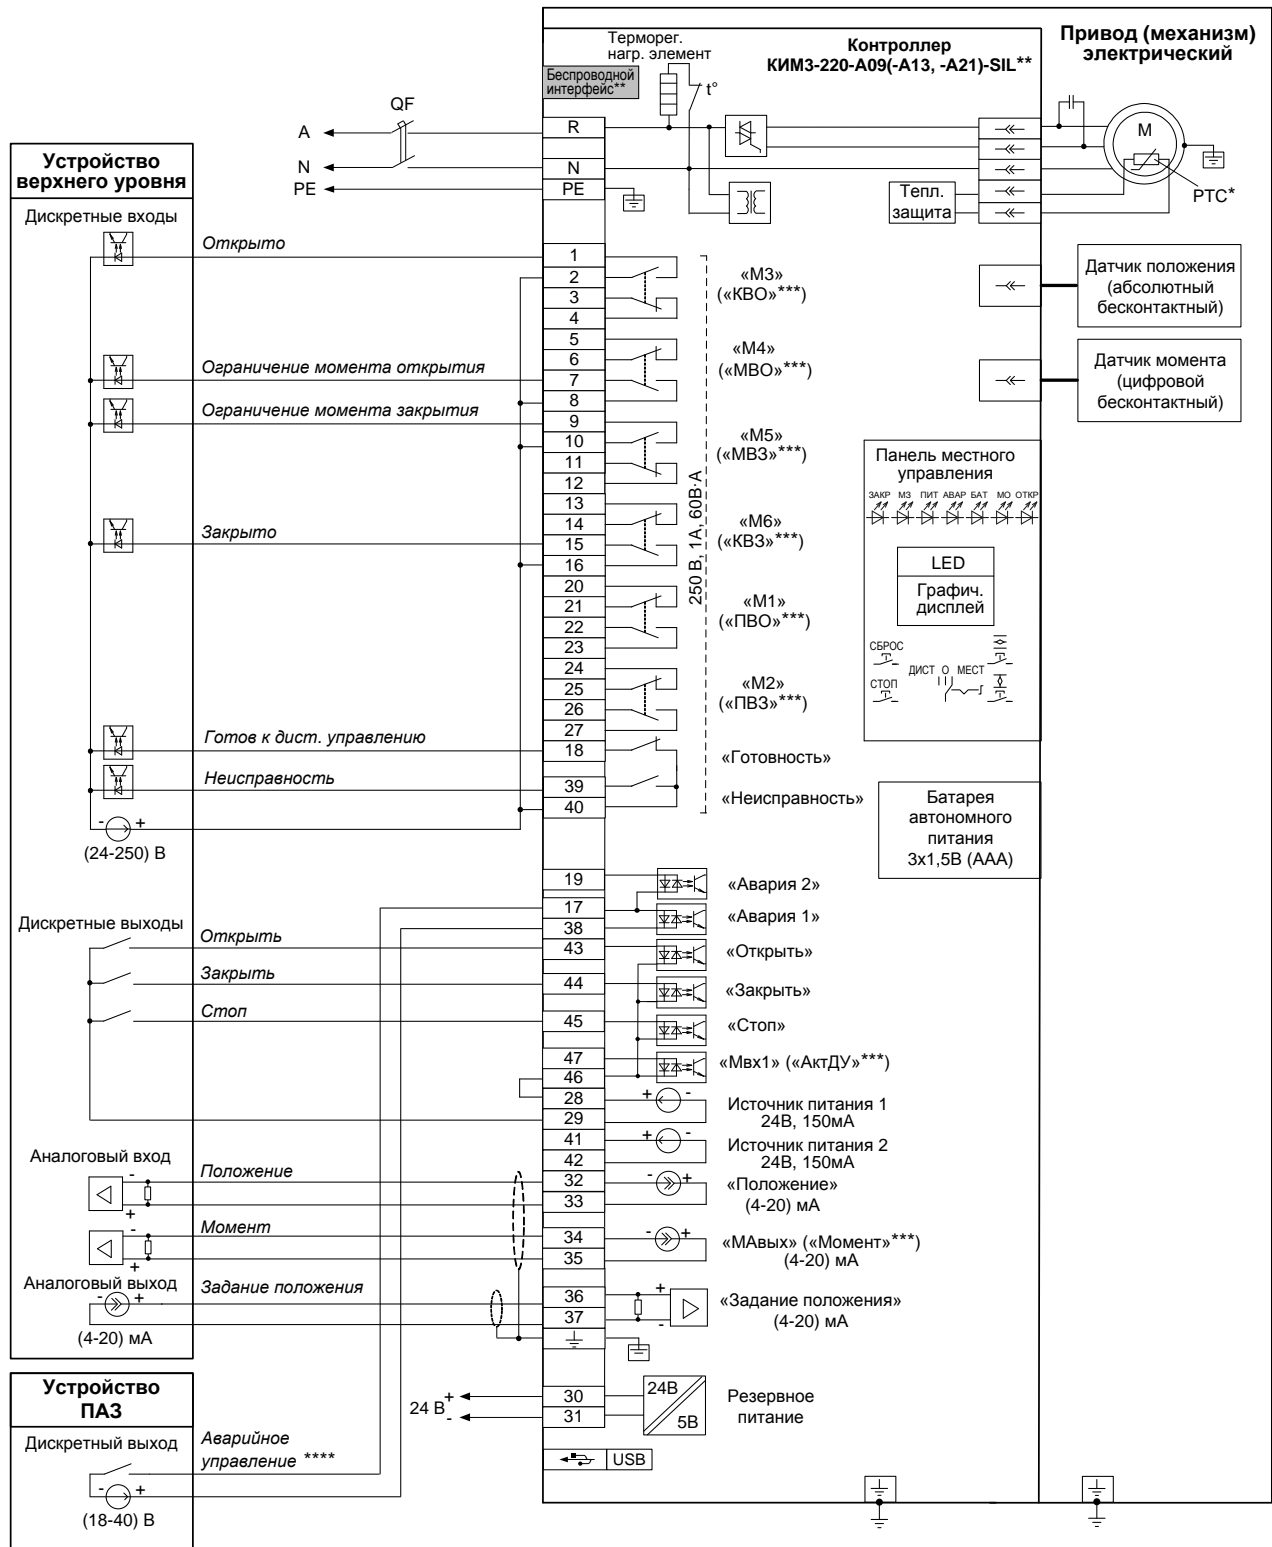 Терморег.
нагр. элемент
Контроллер
КИМ3-220-А09(-А13, -А21)-SIL**
Привод (механизм)
электрический
Беспроводной
интерфейс**
t°
QF
A
N
PE
R
N
PE
M
PTC*
Тепл.
защита
Устройство
верхнего уровня
Дискретные входы
Открыто
1
2
3
4
«М3»
(«КВО»***)
Датчик положения
(абсолютный
бесконтактный)
Ограничение момента открытия
5
6
7
8
«М4»
(«МВО»***)
Датчик момента
(цифровой
бесконтактный)
Ограничение момента закрытия
9
10
11
12
«М5»
(«МВЗ»***)
Закрыто
13
14
15
16
«М6»
(«КВЗ»***)
20
21
22
23
«М1»
(«ПВО»***)
24
25
26
27
«М2»
(«ПВЗ»***)
250 В, 1А, 60В·А
Панель местного
управления
ЗАКР МЗ ПИТ АВАР БАТ МО ОТКР
LED
Графич.
дисплей
СБРОС
СТОП
ДИСТ О МЕСТ
Готов к дист. управлению
18
«Готовность»
Неисправность
39
40
«Неисправность»
- +
(24-250) В
Батарея
автономного
питания
3х1,5В (ААА)
19
«Авария 2»
17
38
«Авария 1»
Дискретные выходы
Открыть
43
«Открыть»
Закрыть
44
«Закрыть»
Стоп
45
«Стоп»
47
46
«Мвх1» («АктДУ»***)
28
29
+ -
Источник питания 1
24В, 150мА
41
42
+ -
Источник питания 2
24В, 150мА
Аналоговый вход
-
+
Положение
32
33
- +
«Положение»
(4-20) мА
-
+
Момент
34
35
- +
«МАвых» («Момент»***)
(4-20) мА
Аналоговый выход
- +
(4-20) мА
Задание положения
36
37
+
-
«Задание положения»
(4-20) мА
24 В
+
-
30
31
24В
5В
Резервное
питание
USB
Устройство
ПАЗ
Дискретный выход
Аварийное
управление ****
- +
(18-40) В